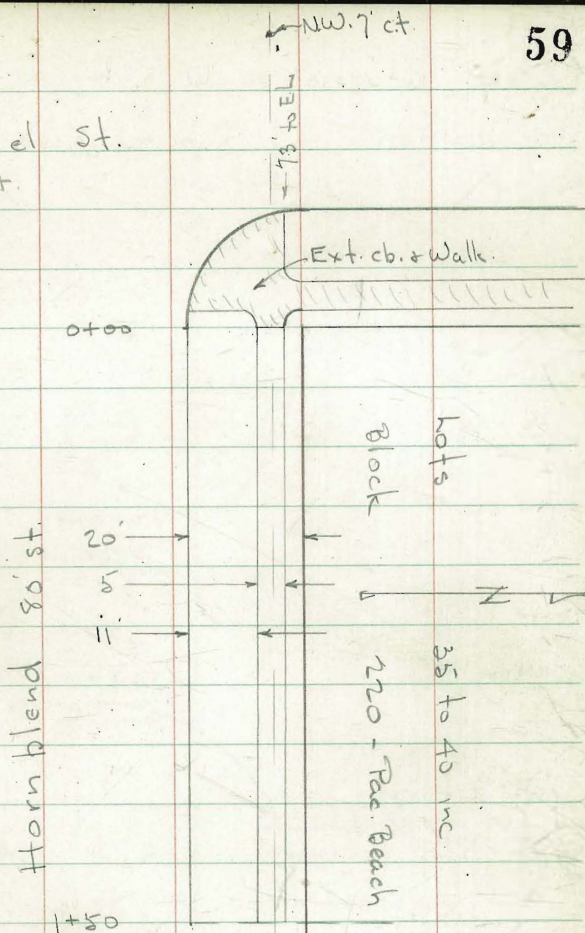 59
N.W. 7' ct.
el St.
t.
73' to EL
Ext. cb. & Walk.
0+00
Lots 35 to 40 inc
Block 220 - Pac. Beach
20'
5
11'
N
Horn blend 80' st.
1+50